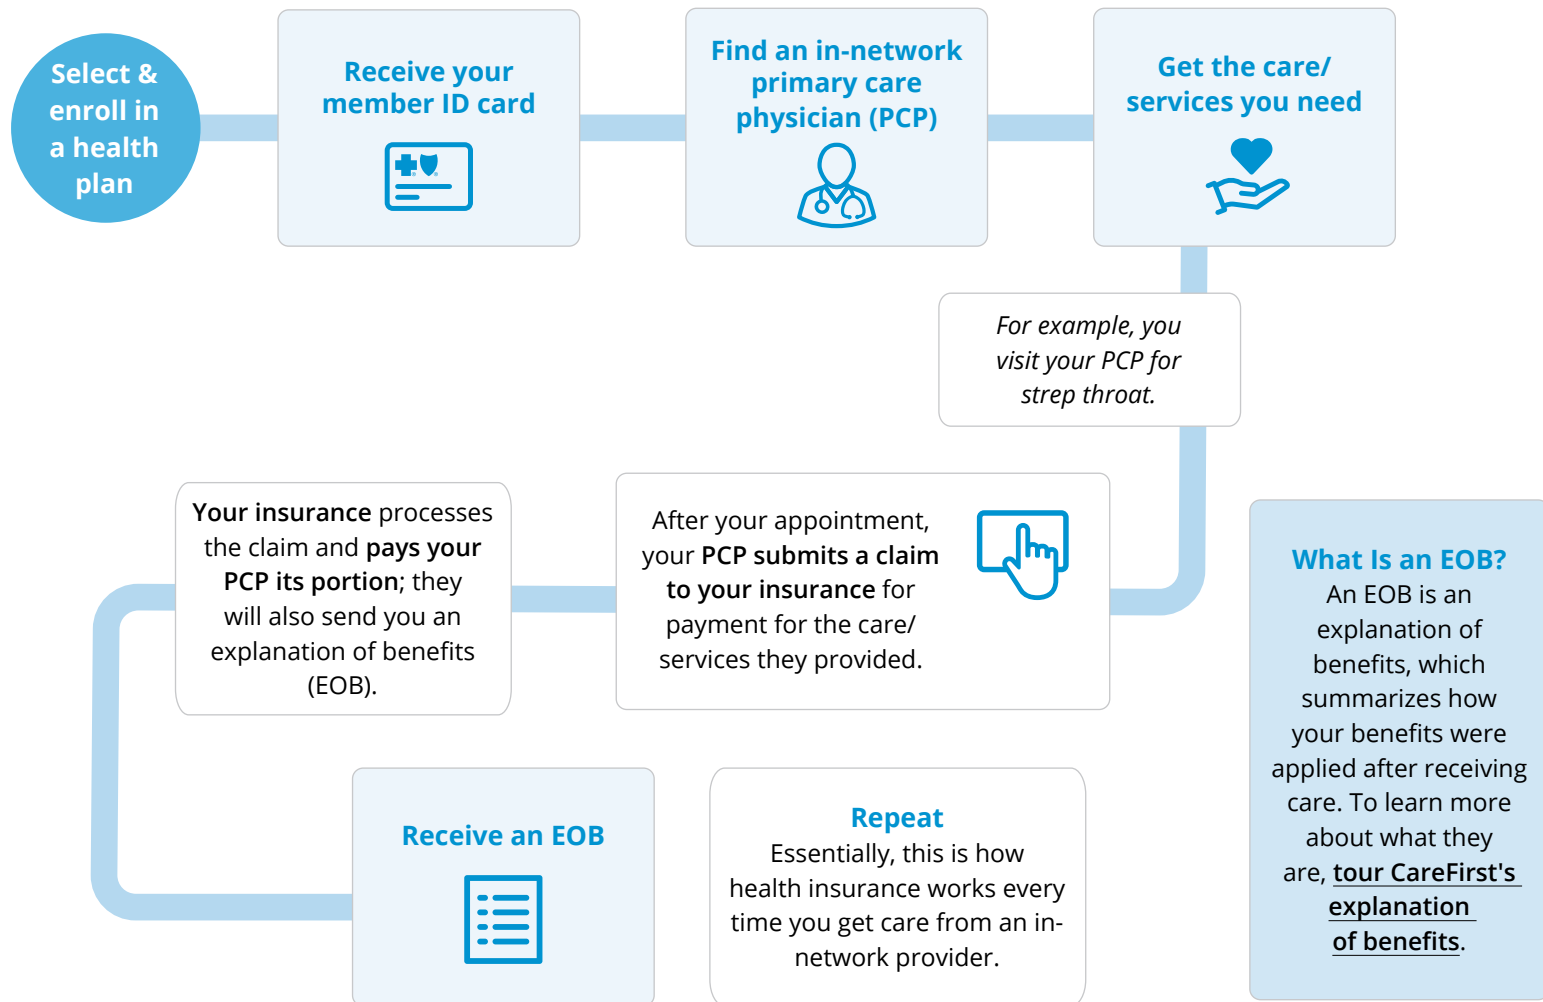 Select &
enroll in
a health
plan
Receive your
member ID card
Find an in-network
primary care
physician (PCP)
Get the care/
services you need
For example, you
visit your PCP for
strep throat.
After your appointment,
your PCP submits a claim
to your insurance for
payment for the care/
services they provided.
Your insurance processes
the claim and pays your
PCP its portion; they
will also send you an
explanation of benefits
(EOB).
Receive an EOB
Repeat
Essentially, this is how
health insurance works every
time you get care from an in-
network provider.
What Is an EOB?
An EOB is an
explanation of
benefits, which
summarizes how
your benefits were
applied after receiving
care. To learn more
about what they
are, tour CareFirst's
explanation
of benefits.